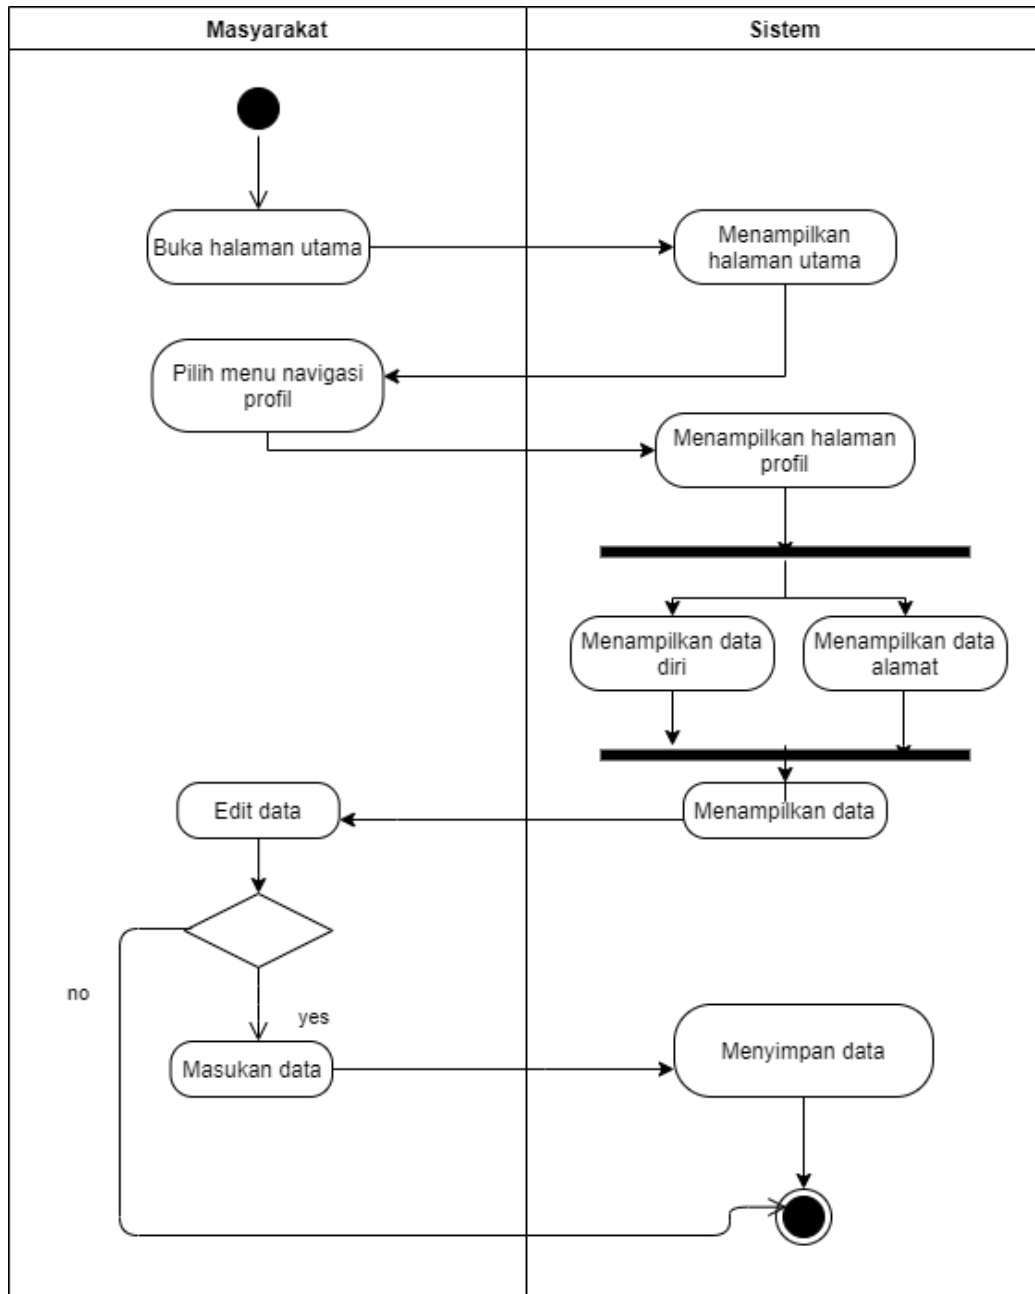 Masyarakat
Sistem
Buka halaman utama
Menampilkan
halaman utama
Pilih menu navigasi
profil
Menampilkan halaman
profil
Menampilkan data
diri
Menampilkan data
alamat
Edit data
Menampilkan data
no
yes
Masukan data
Menyimpan data